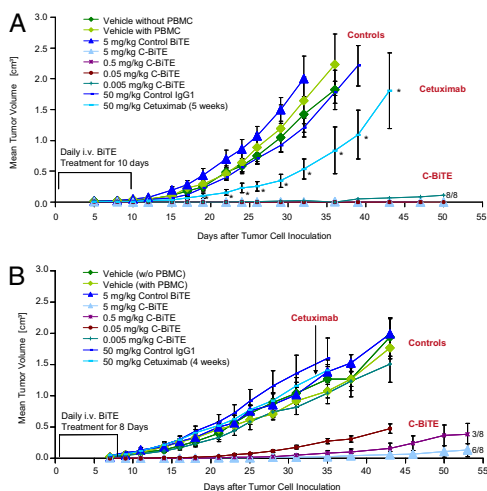 A
Mean Tumor Volume [cm³]
3.0
2.5
2.0
1.5
1.0
0.5
0.0
Vehicle without PBMC
Vehicle with PBMC
5 mg/kg Control BiTE
5 mg/kg C-BiTE
0.5 mg/kg C-BiTE
0.05 mg/kg C-BiTE
0.005 mg/kg C-BiTE
50 mg/kg Control IgG1
50 mg/kg Cetuximab (5 weeks)
Controls
Cetuximab
C-BiTE
8/8
Daily i.v. BiTE
Treatment for 10 days
* * * * * * * *
0 5 10 15 20 25 30 35 40 45 50 55
Days after Tumor Cell Inoculation
B
Mean Tumor Volume [cm³]
3.0
2.5
2.0
1.5
1.0
0.5
0.0
Vehicle (w/o PBMC)
Vehicle (with PBMC)
5 mg/kg Control BiTE
5 mg/kg C-BiTE
0.5 mg/kg C-BiTE
0.05 mg/kg C-BiTE
0.005 mg/kg C-BiTE
50 mg/kg Control IgG1
50 mg/kg Cetuximab (4 weeks)
Cetuximab
Controls
C-BiTE
3/8
6/8
Daily i.v. BiTE
Treatment for 8 Days
0 5 10 15 20 25 30 35 40 45 50 55
Days after Tumor Cell Inoculation